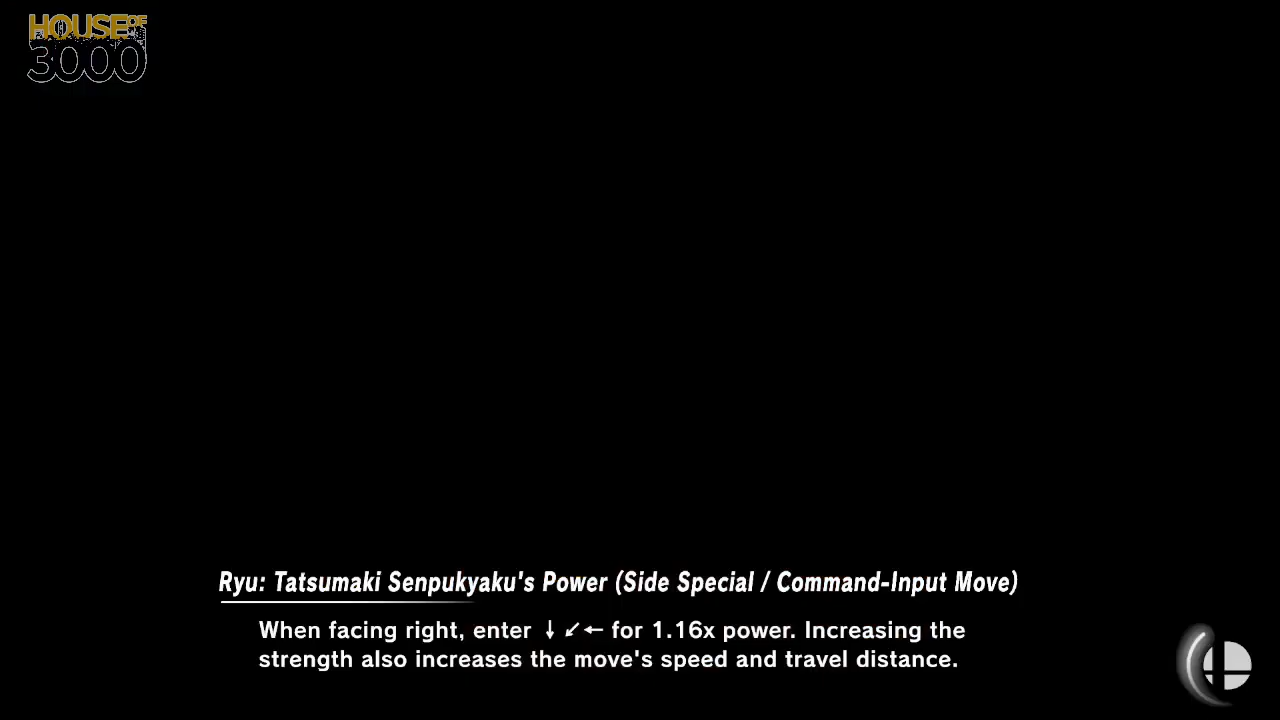 HOUSE OF
3000
Ryu: Tatsumaki Senpukyaku's Power (Side Special / Command-Input Move)
When facing right, enter ↓↙← for 1.16x power. Increasing the
strength also increases the move's speed and travel distance.